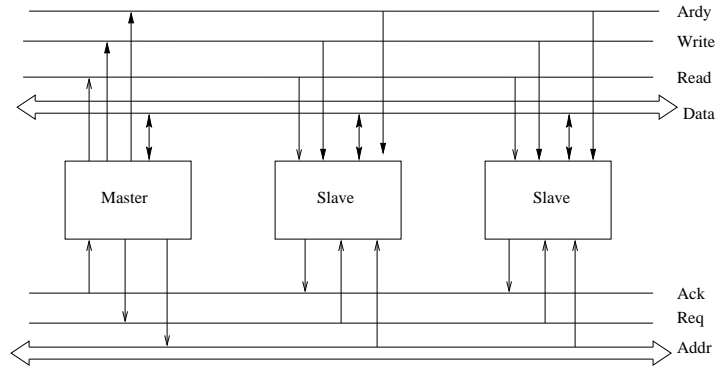 Ardy
Write
Read
Data
Master
Slave
Slave
Ack
Req
Addr